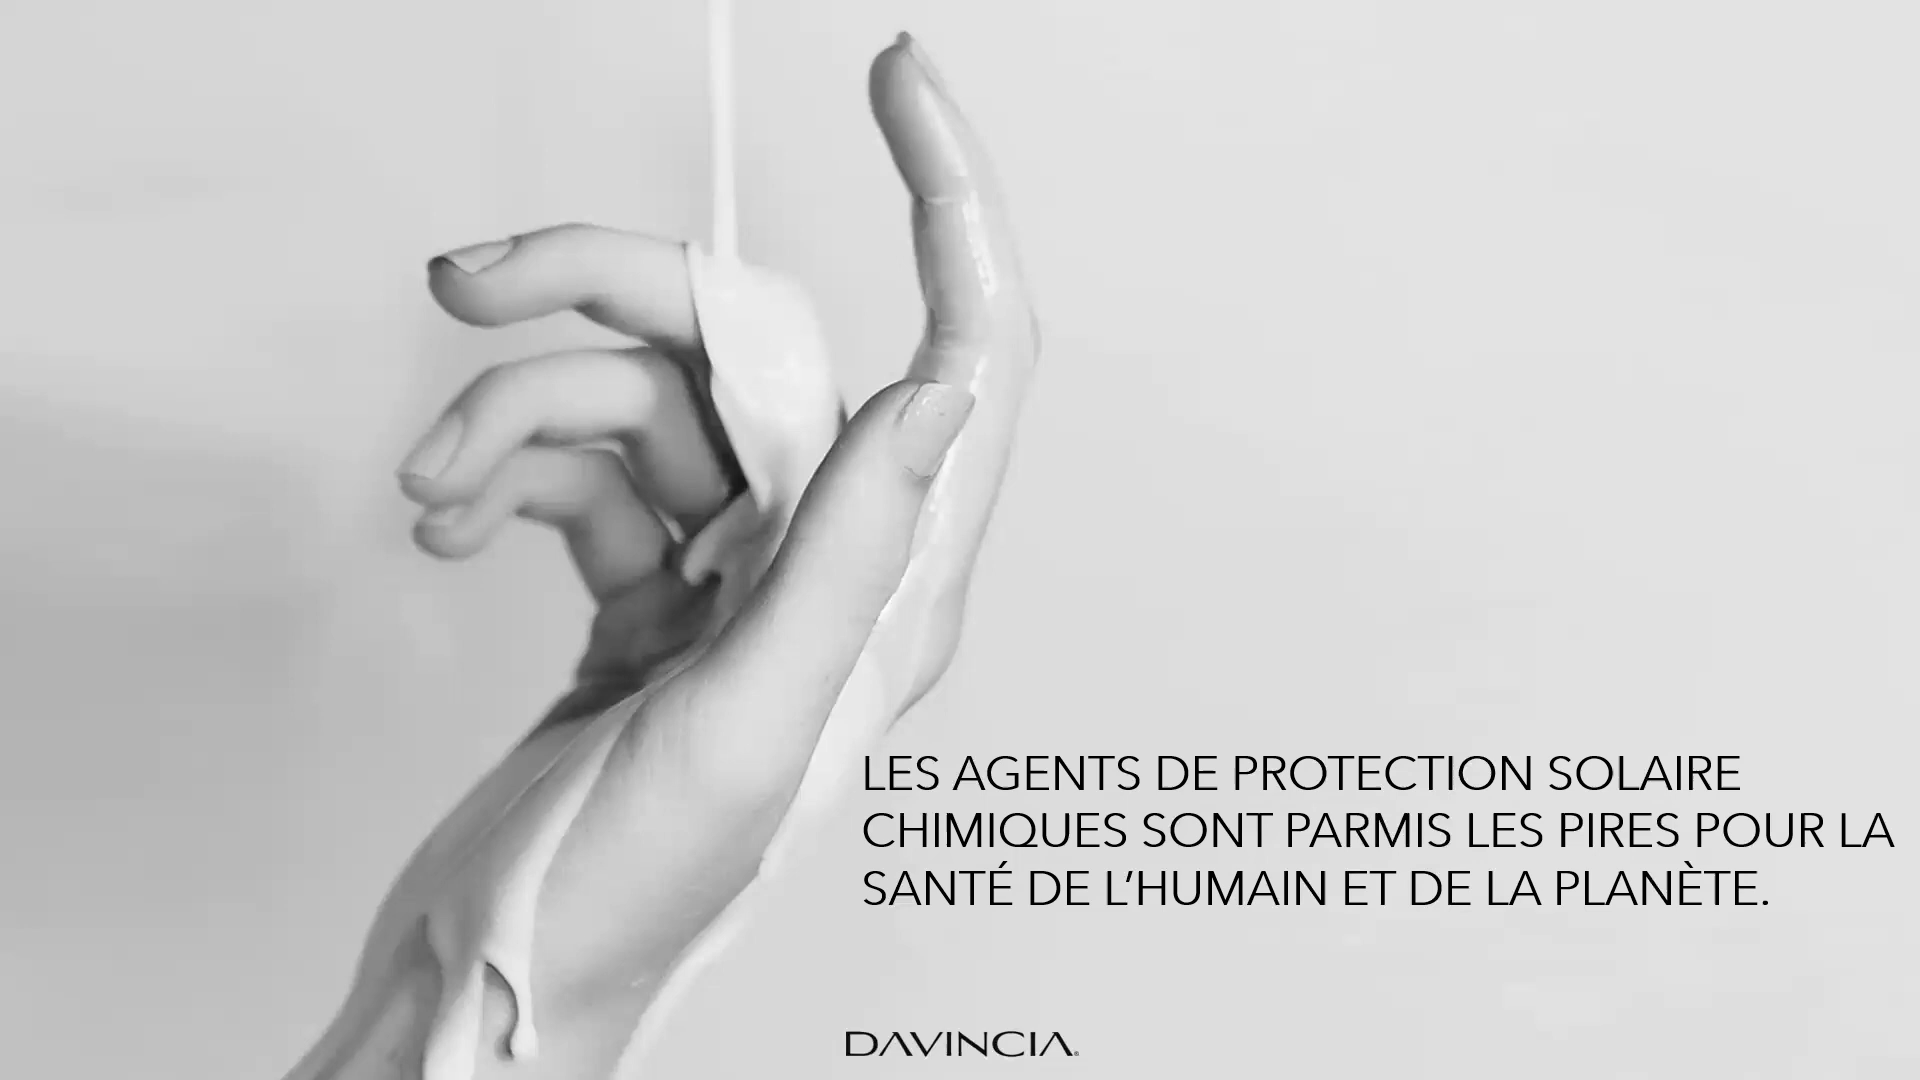 LES AGENTS DE PROTECTION SOLAIRE
CHIMIQUES SONT PARMIS LES PIRES POUR LA
SANTÉ DE L’HUMAIN ET DE LA PLANÈTE.
DAVINCIA®